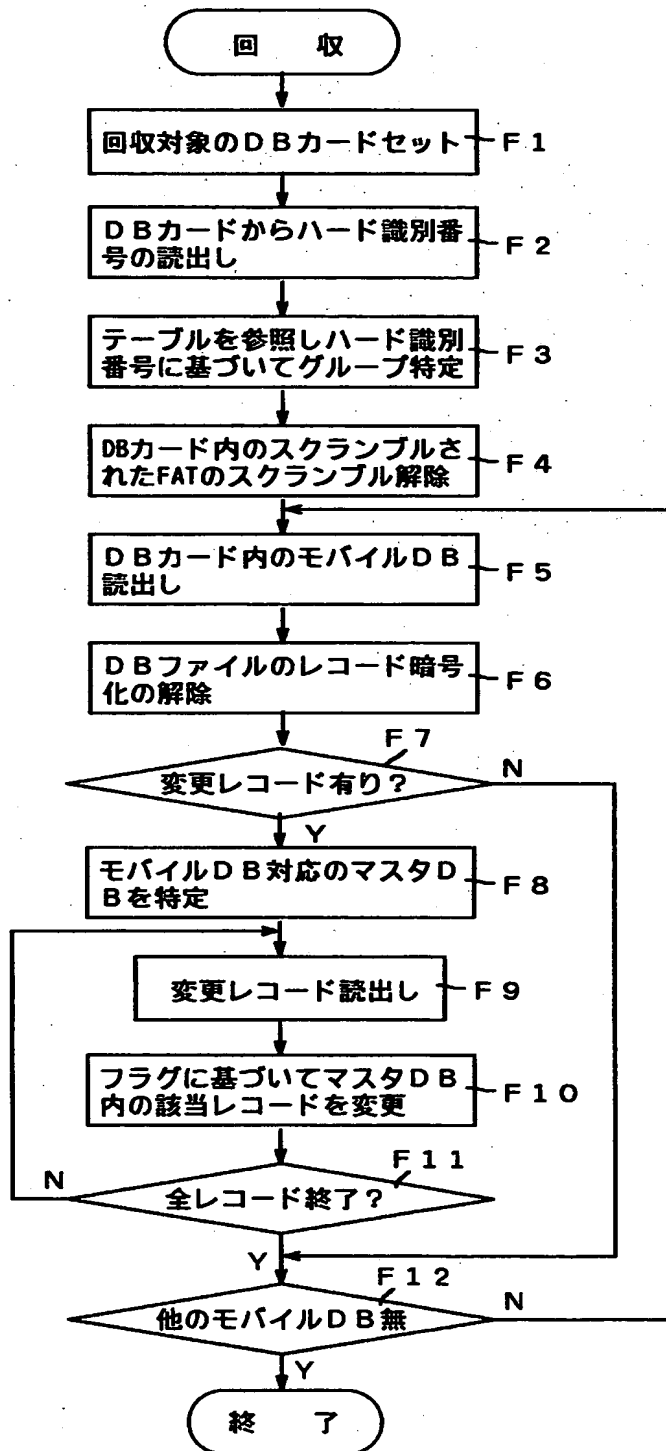 回 収
回収対象のDBカードセット F1
DBカードからハード識別番
号の読出し F2
テーブルを参照しハード識別
番号に基づいてグループ特定 F3
DBカード内のスクランブルさ
れたFATのスクランブル解除 F4
DBカード内のモバイルDB
読出し F5
DBファイルのレコード暗号
化の解除 F6
F7
変更レコード有り? N
Y
モバイルDB対応のマスタD
Bを特定 F8
変更レコード読出し F9
フラグに基づいてマスタDB
内の該当レコードを変更 F10
F11
N 全レコード終了?
Y
F12
他のモバイルDB無 N
Y
終 了